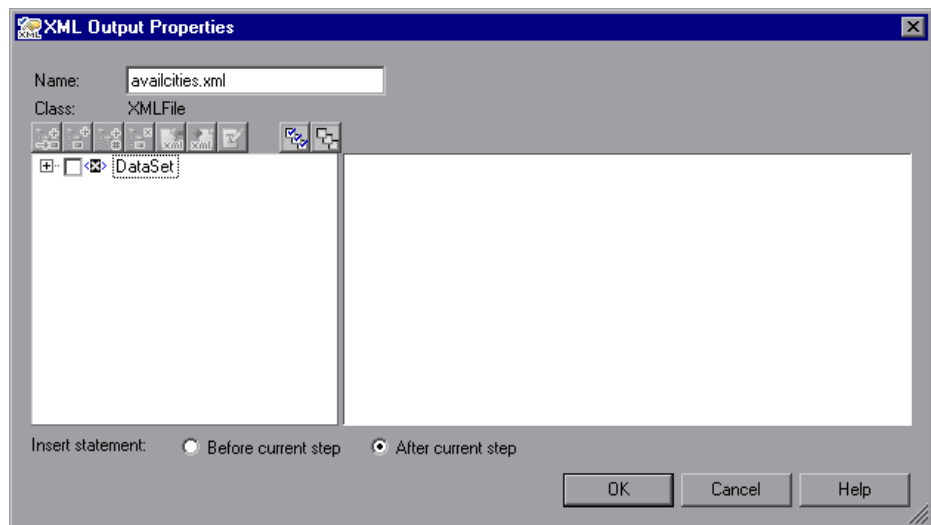 XML Output Properties
Name: availcities.xml
Class: XMLFile
DataSet
Insert statement: Before current step After current step
OK Cancel Help